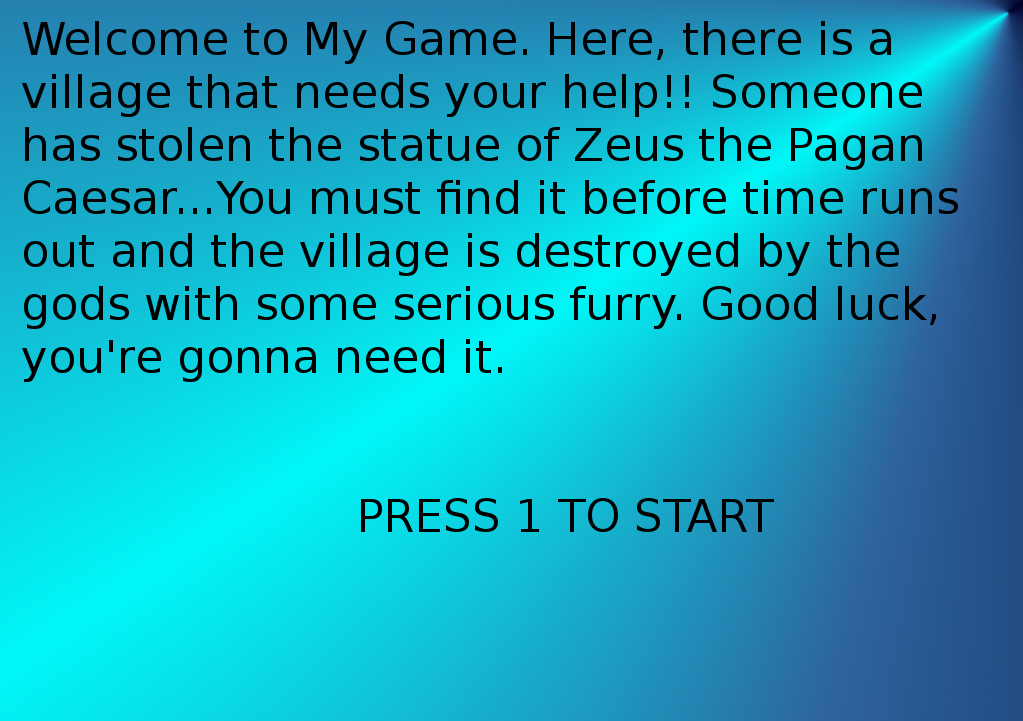 Welcome to My Game. Here, there is a
village that needs your help!! Someone
has stolen the statue of Zeus the Pagan
Caesar...You must find it before time runs
out and the village is destroyed by the
gods with some serious furry. Good luck,
you're gonna need it.
PRESS 1 TO START